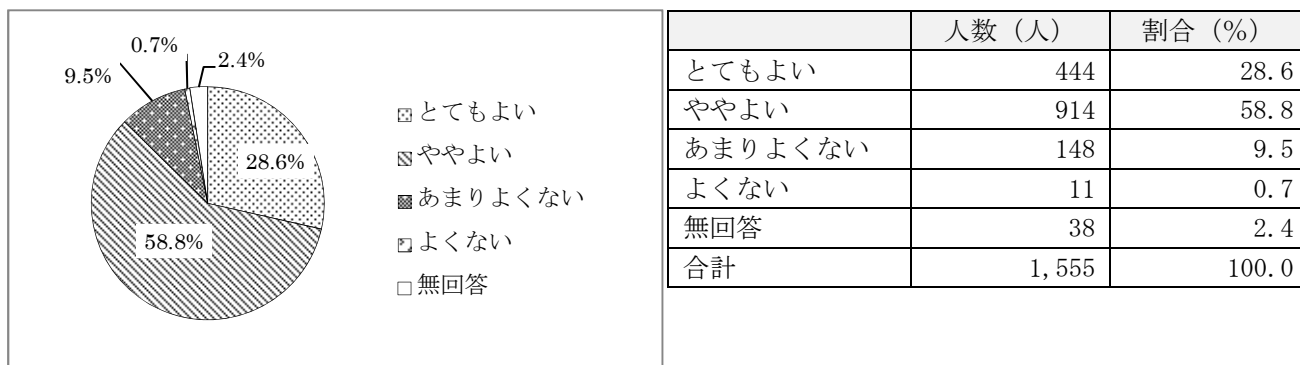 0.7%
2.4%
9.5%
28.6%
58.8%
とてもよい
ややよい
あまりよくない
よくない
無回答
人数（人） 割合（%）
とてもよい 444 28.6
ややよい 914 58.8
あまりよくない 148 9.5
よくない 11 0.7
無回答 38 2.4
合計 1,555 100.0